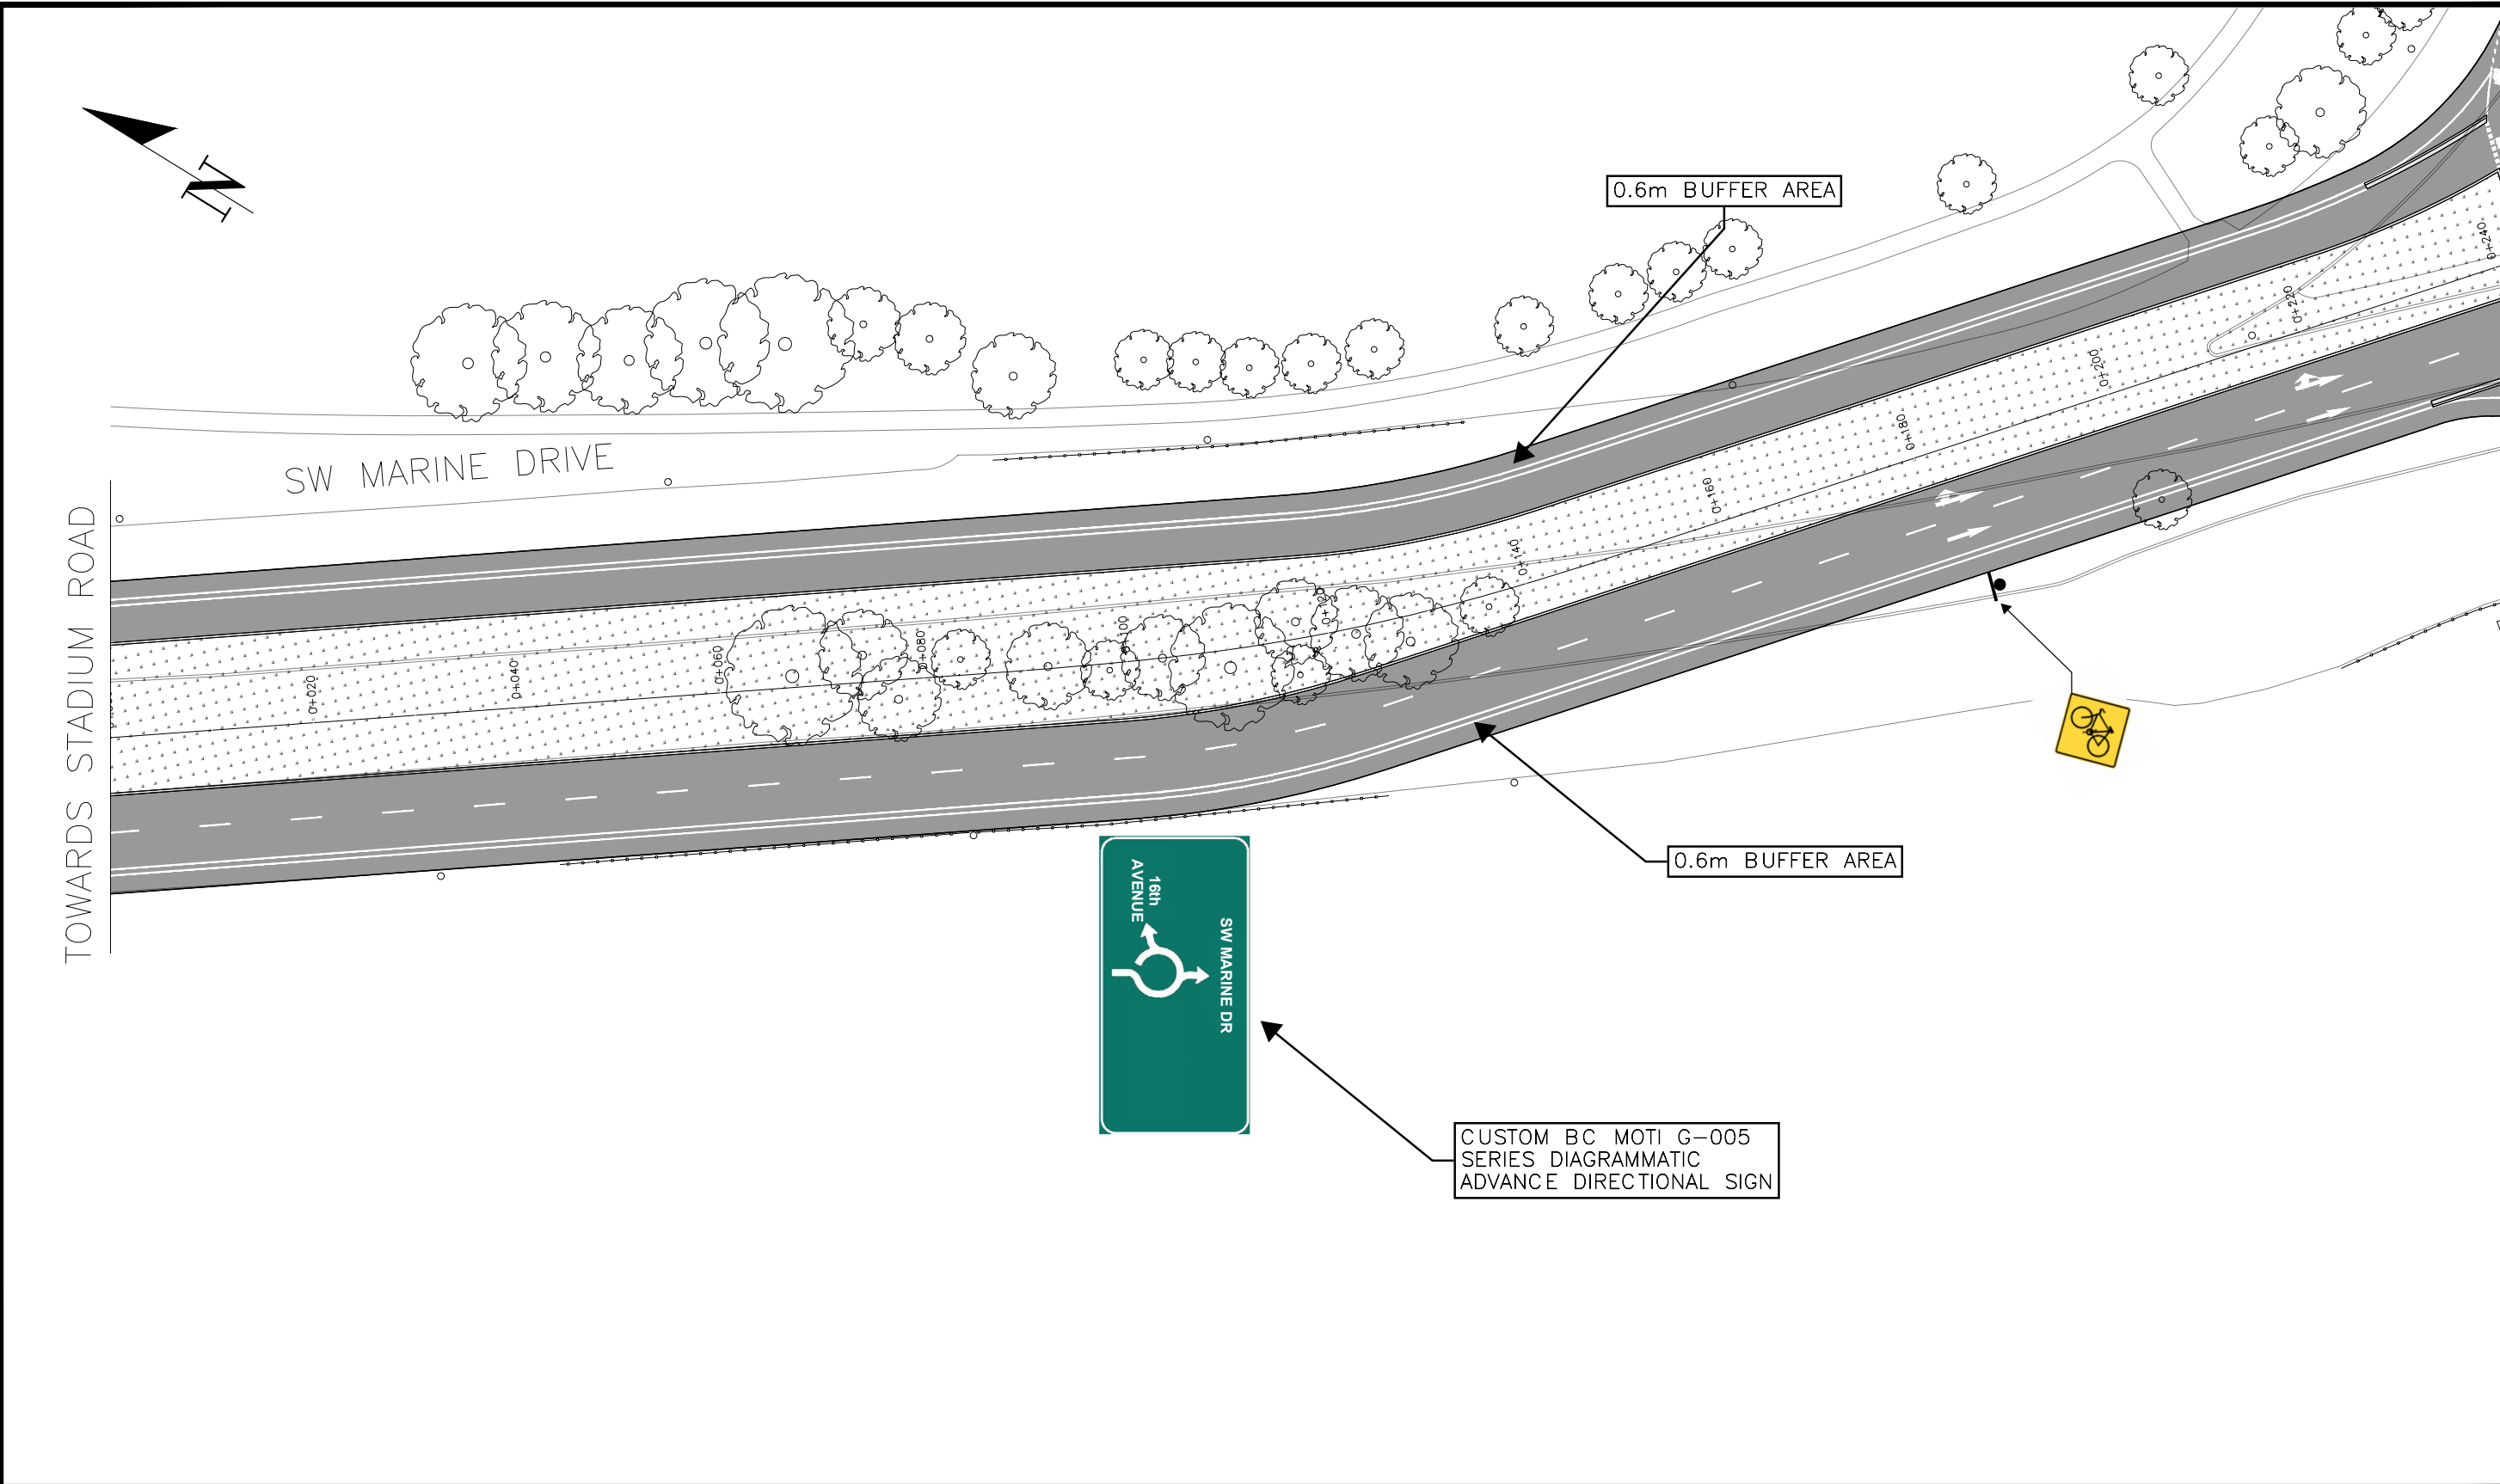 N
0.6m BUFFER AREA
SW MARINE DRIVE
TOWARDS STADIUM ROAD
0+020
0+040
0+060
0+080
0+140
0+160
0+180
0+200
0+220
0+240
0.6m BUFFER AREA
SW MARINE DR
16th
AVENUE
CUSTOM BC MOTI G-005
SERIES DIAGRAMMATIC
ADVANCE DIRECTIONAL SIGN